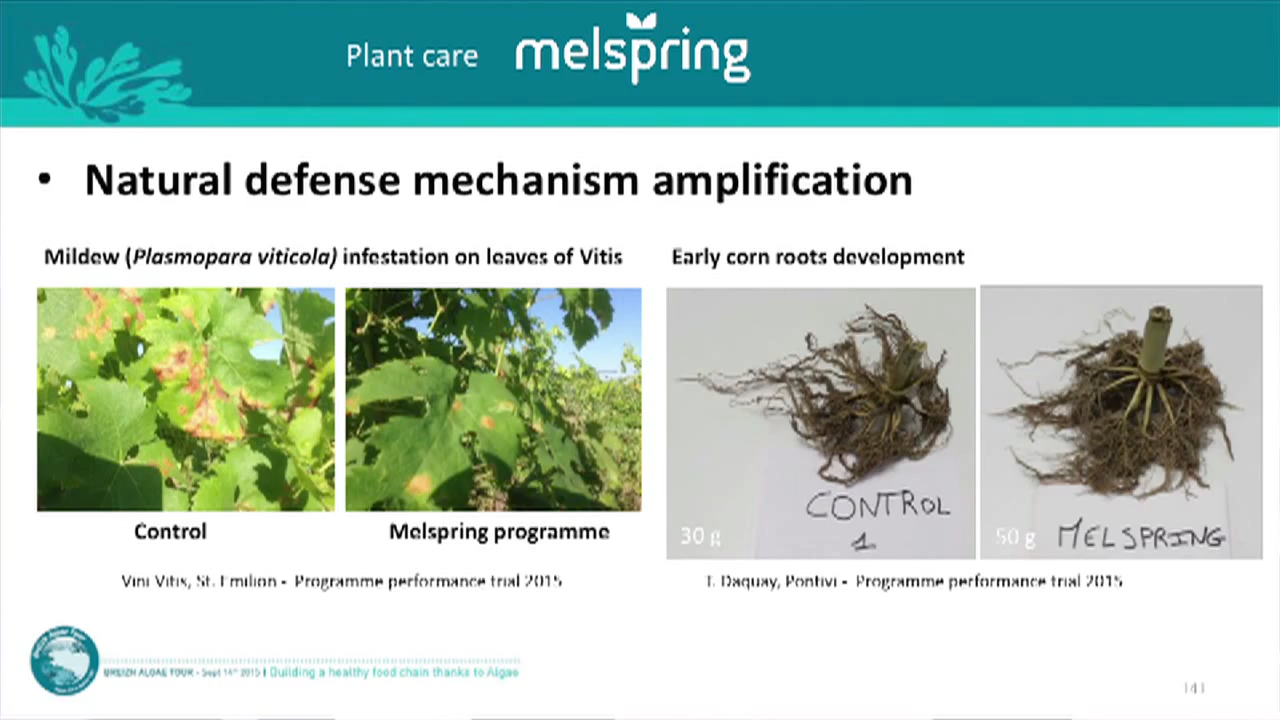 Plant care melspring
• Natural defense mechanism amplification
Mildew (Plasmopara viticola) infestation on leaves of Vitis
Early corn roots development
CONTROL
1
30 g
50 g MELSPRING
Control
Melspring programme
Vini Vitis, St. Emilion - Programme performance trial 2015
Daquay, Pontivi - Programme performance trial 2015
BREIZH ALGAE TOUR - Sept 14th 2015 | Building a healthy food chain thanks to Algae